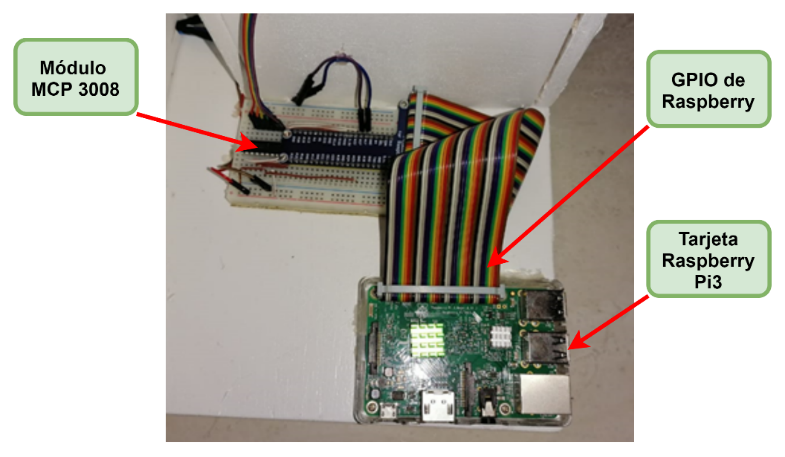 Módulo
MCP 3008
GPIO de
Raspberry
Tarjeta
Raspberry
Pi3